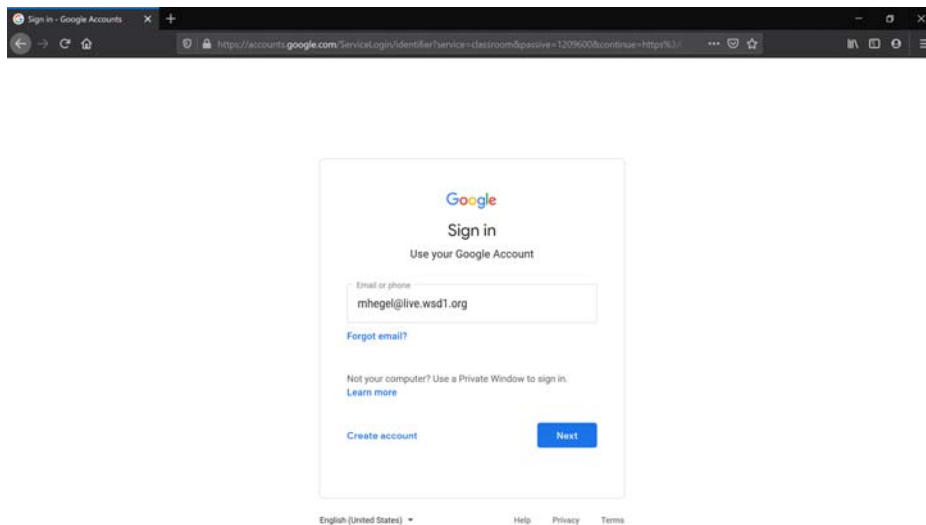 Sign in - Google Accounts
https://accounts.google.com/ServiceLogin/identifier?service=classroom&passive=1209600&continue=https%3A/
Google
Sign in
Use your Google Account
Email or phone
mhegel@live.wsd1.org
Forgot email?
Not your computer? Use a Private Window to sign in.
Learn more
Create account
Next
English (United States)
Help Privacy Terms